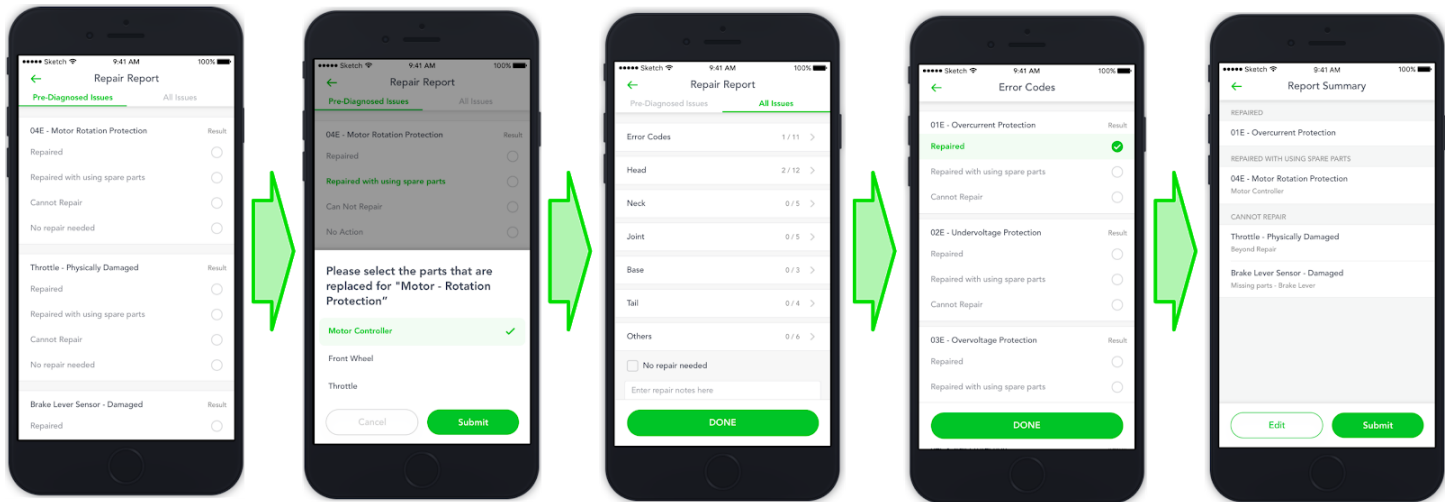 ●●●●● Sketch 9:41 AM 100%
← Repair Report
Pre-Diagnosed Issues All Issues
04E - Motor Rotation Protection Result
Repaired
Repaired with using spare parts
Cannot Repair
No repair needed
Throttle - Physically Damaged Result
Repaired
Repaired with using spare parts
Cannot Repair
No repair needed
Brake Lever Sensor - Damaged Result
Repaired
●●●●● Sketch 9:41 AM 100%
← Repair Report
Pre-Diagnosed Issues All Issues
04E - Motor Rotation Protection Result
Repaired
Repaired with using spare parts
Can Not Repair
No Action
Please select the parts that are
replaced for "Motor - Rotation
Protection”
Motor Controller
Front Wheel
Throttle
Cancel Submit
●●●●● Sketch 9:41 AM 100%
← Repair Report
Pre-Diagnosed Issues All Issues
Error Codes 1 / 11 >
Head 2 / 12 >
Neck 0 / 5 >
Joint 0 / 5 >
Base 0 / 3 >
Tail 0 / 4 >
Others 0 / 6 >
No repair needed
Enter repair notes here
DONE
●●●●● Sketch 9:41 AM 100%
← Error Codes
01E - Overcurrent Protection Result
Repaired
Repaired with using spare parts
Cannot Repair
02E - Undervoltage Protection Result
Repaired
Repaired with using spare parts
Cannot Repair
03E - Overvoltage Protection Result
Repaired
Repaired with using spare parts
DONE
●●●●● Sketch 9:41 AM 100%
← Report Summary
REPAIRED
01E - Overcurrent Protection
REPAIRED WITH USING SPARE PARTS
04E - Motor Rotation Protection
Motor Controller
CANNOT REPAIR
Throttle - Physically Damaged
Beyond Repair
Brake Lever Sensor - Damaged
Missing parts - Brake Lever
Edit Submit